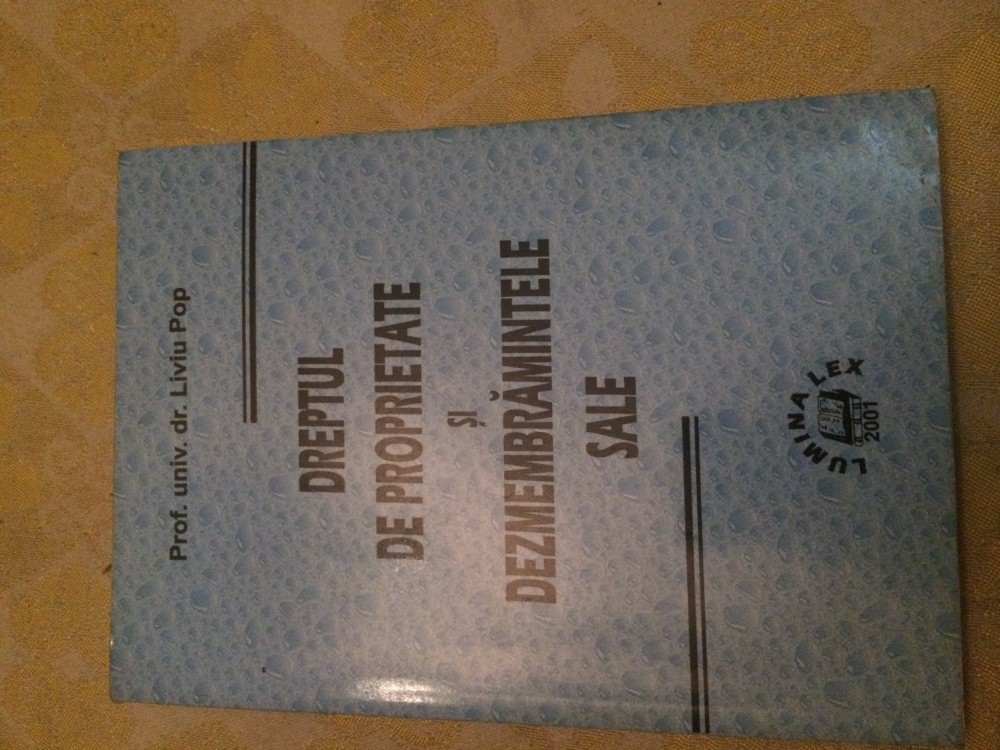 Prof. univ. dr. Liviu Pop
DREPTUL
DE PROPRIETATE
ȘI
DEZMEMBRĂMINTELE
SALE
LUMINA LEX
2001